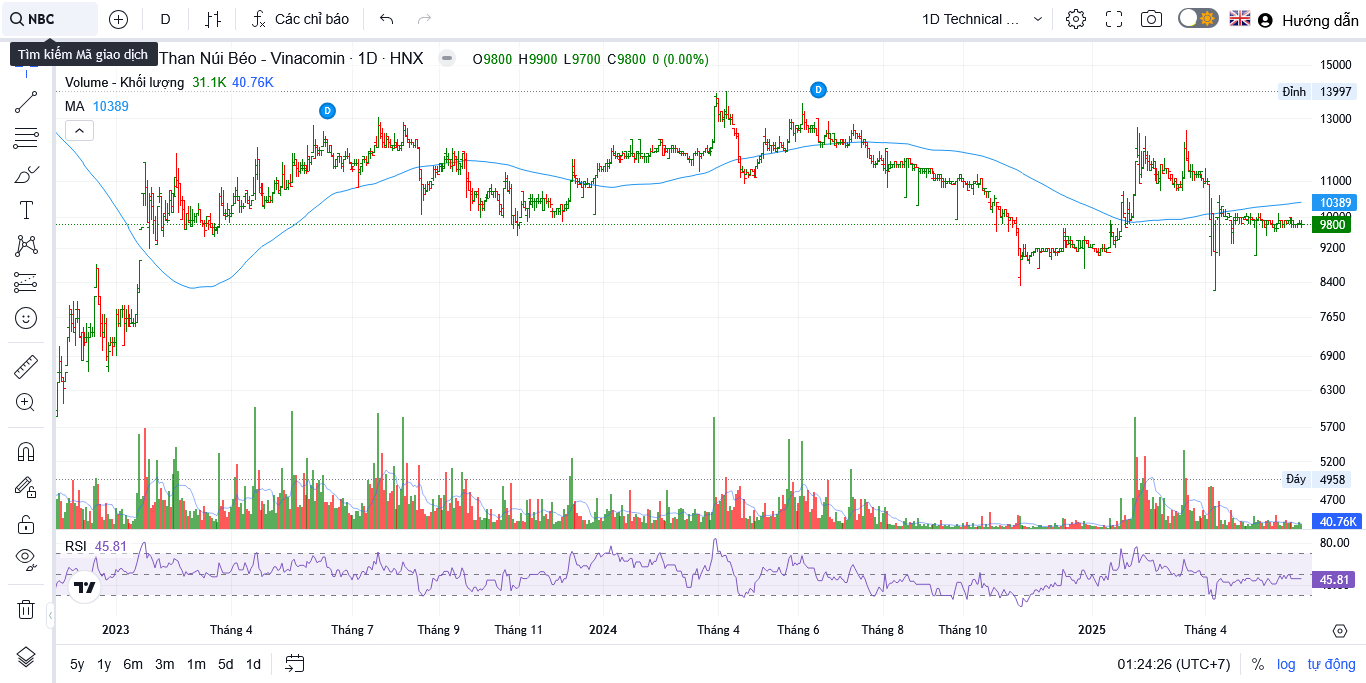 NBC
D
Các chỉ báo
1D Technical ...
Hướng dẫn
Tìm kiếm Mã giao dịch
Than Núi Béo - Vinacomin · 1D · HNX
O9800 H9900 L9700 C9800 0 (0.00%)
Volume - Khối lượng 31.1K 40.76K
MA 10389
D
D
15000
Đỉnh 13997
13000
11000
10389
10000
9800
9200
8400
7650
6900
6300
5700
5200
Đáy 4958
4700
40.76K
RSI 45.81
80.00
45.81
2023 Tháng 4 Tháng 7 Tháng 9 Tháng 11 2024 Tháng 4 Tháng 6 Tháng 8 Tháng 10 2025 Tháng 4
5y 1y 6m 3m 1m 5d 1d
01:24:26 (UTC+7) % log tự động